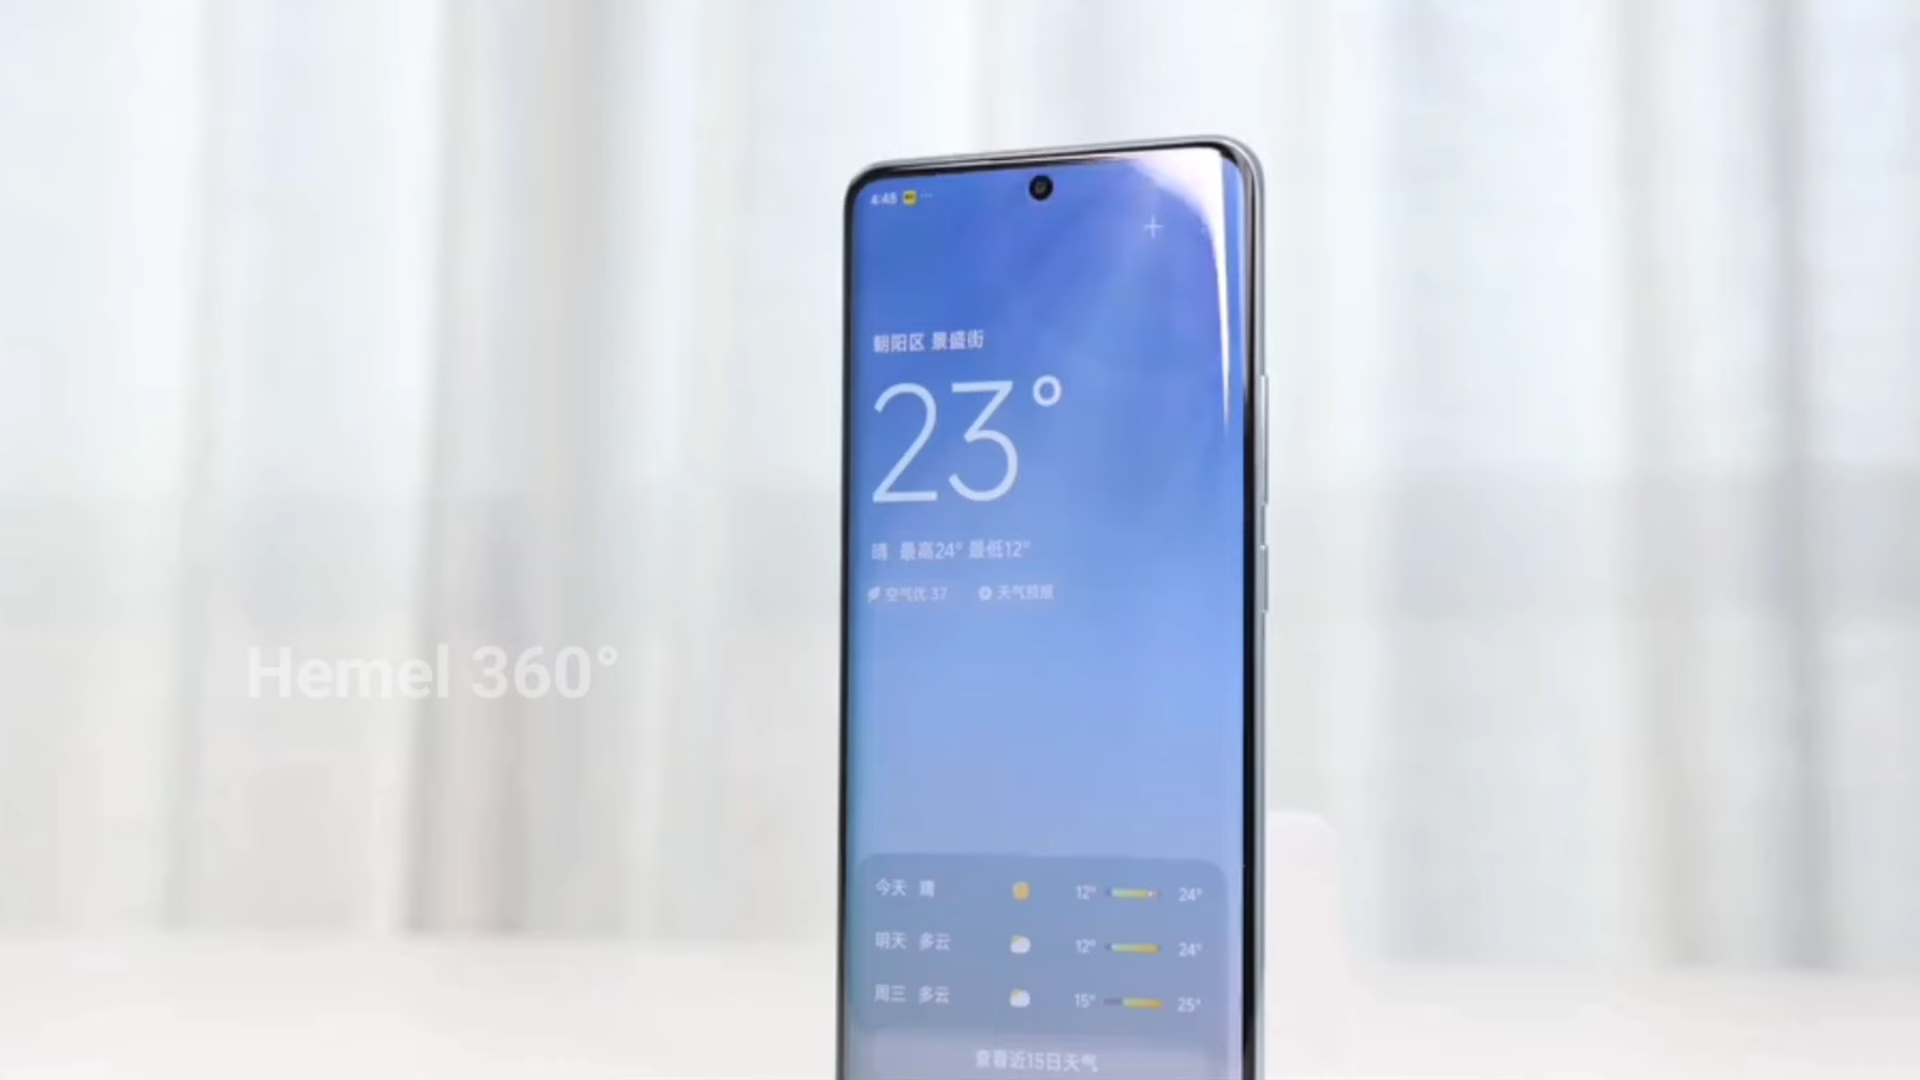 4:48
朝阳区 景盛街
23°
晴 最高24° 最低12°
空气优 37 天气预报
Hemel 360°
今天 晴 12° 24°
明天 多云 12° 24°
周三 多云 15° 25°
查看近15日天气